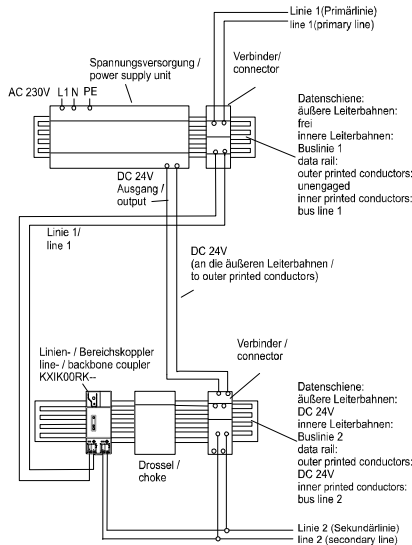 Linie 1(Primärlinie)
line 1(primary line)
Spannungsversorgung /
power supply unit
Verbinder/
connector
AC 230V L1 N PE
Datenschiene:
äußere Leiterbahnen:
frei
innere Leiterbahnen:
Buslinie 1
data rail:
outer printed conductors:
unengaged
inner printed conductors:
bus line 1
DC 24V
Ausgang /
output
Linie 1/
line 1
DC 24V
(an die äußeren Leiterbahnen /
to outer printed conductors)
Linien- / Bereichskoppler
line- / backbone coupler
KXIK00RK--
Verbinder /
connector
Datenschiene:
äußere Leiterbahnen:
DC 24V
innere Leiterbahnen:
Buslinie 2
data rail:
outer printed conductors:
DC 24V
inner printed conductors:
bus line 2
Drossel /
choke
Linie 2 (Sekundärlinie)
line 2 (secondary line)